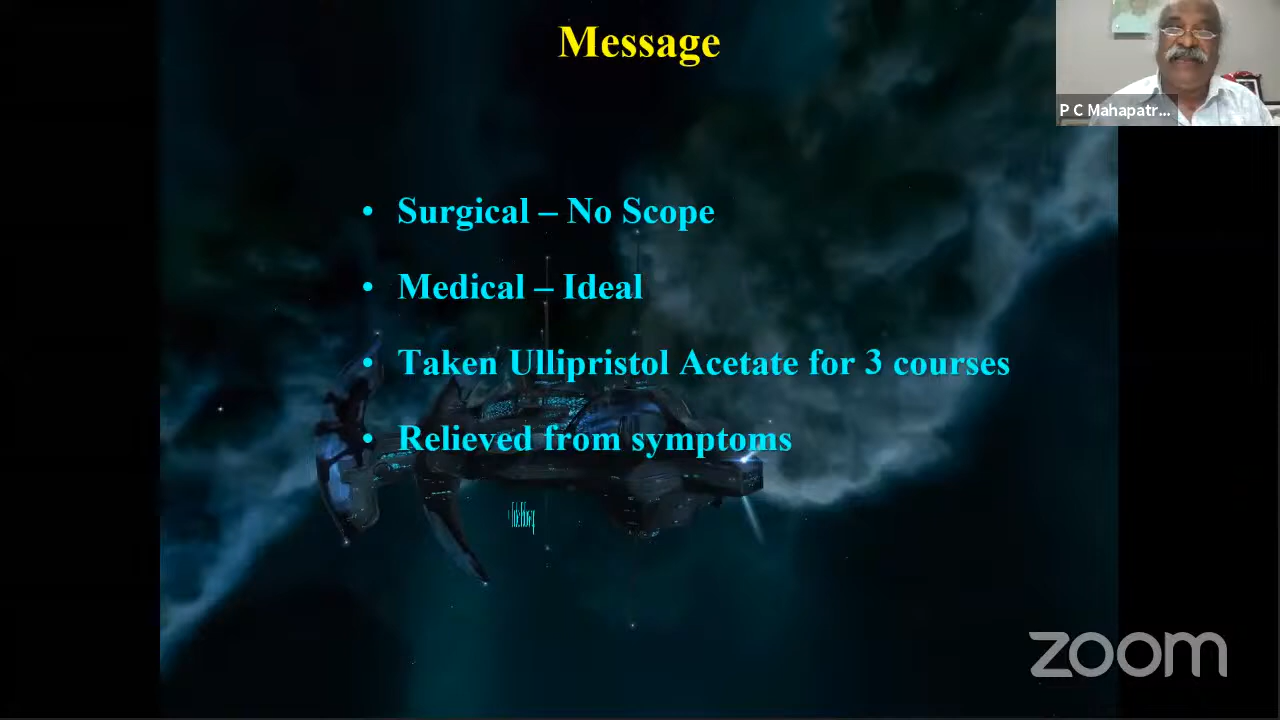 Message
P C Mahapatr...
• Surgical – No Scope
• Medical – Ideal
• Taken Ullipristol Acetate for 3 courses
• Relieved from symptoms
zoom